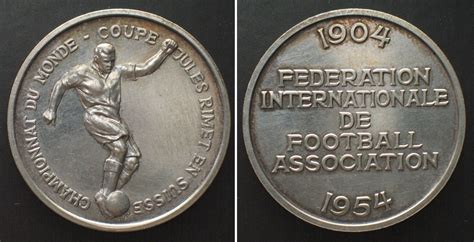 CHAMPIONNAT DU MONDE - COUPE JULES RIMET EN SUISSE
1904
FEDERATION
INTERNATIONALE
DE
FOOTBALL
ASSOCIATION
1954